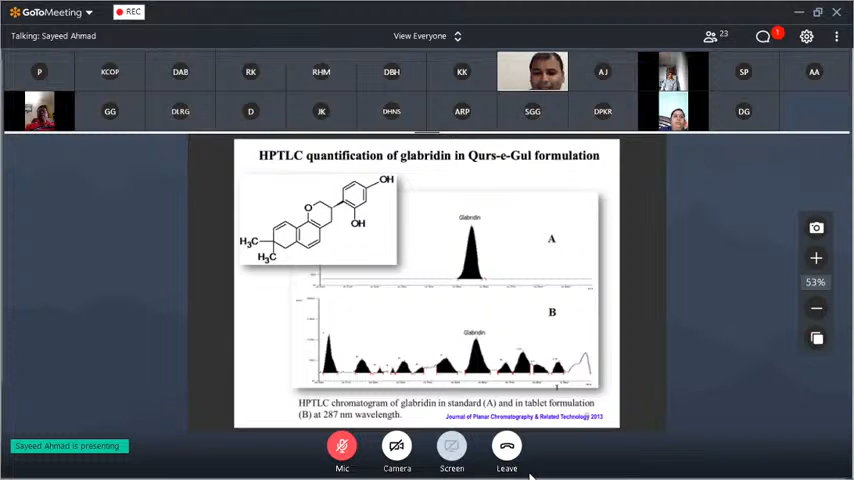 GoToMeeting
REC
Talking: Sayeed Ahmad
View Everyone
23
1
P
KCOP
DAB
RK
RHM
DBH
KK
AJ
SP
AA
GG
DLRG
D
JK
DHNS
ARP
SGG
DPKR
DG
HPTLC quantification of glabridin in Qurs-e-Gul formulation
OH
O
OH
H₃C
H₃C
Glabridin
A
B
Glabridin
HPTLC chromatogram of glabridin in standard (A) and in tablet formulation
(B) at 287 nm wavelength.
Journal of Planar Chromatography & Related Technology 2013
53%
Sayeed Ahmad is presenting
Mic
Camera
Screen
Leave